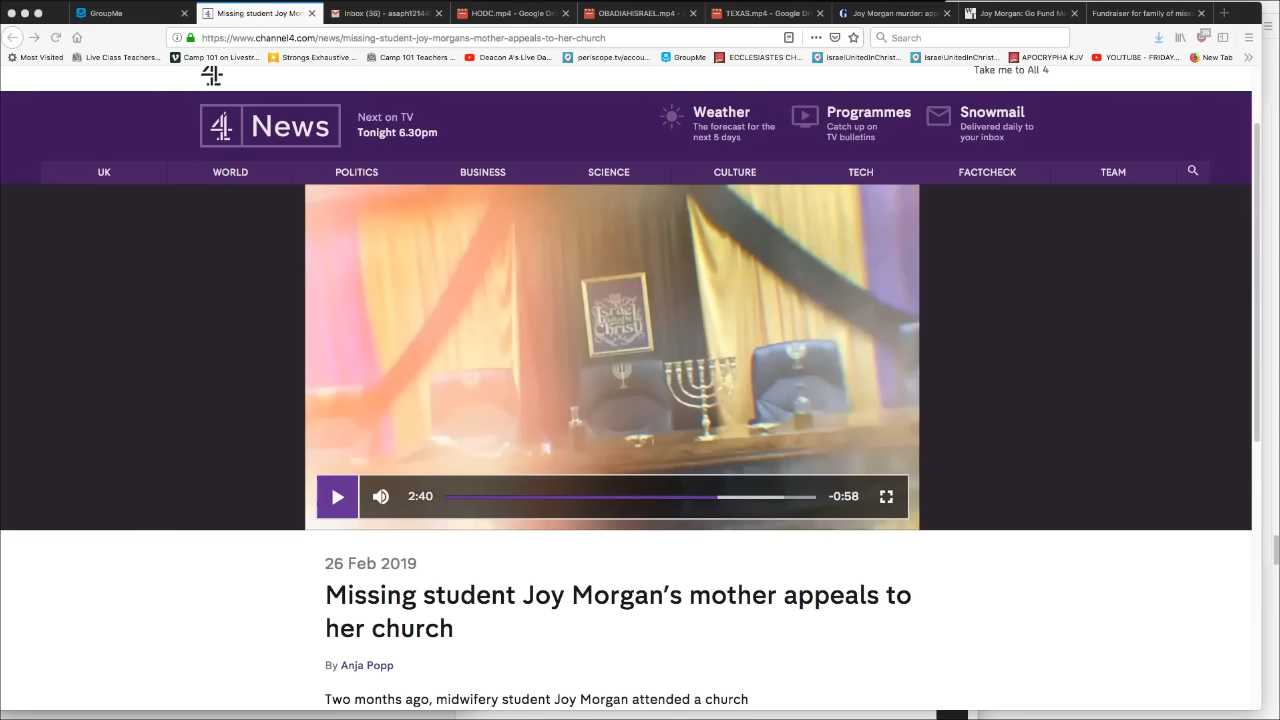 GroupMe
Missing student Joy Mor
Inbox (36) - asaph12144
HODC.mp4 - Google Dri
OBADIAHISRAEL.mp4 -
TEXAS.mp4 - Google Dr
Joy Morgan murder: app
Joy Morgan: Go Fund M
Fundraiser for family of miss
https://www.channel4.com/news/missing-student-joy-morgans-mother-appeals-to-her-church
Search
Most Visited
Live Class Teachers...
Camp 101 on Livestr...
Strongs Exhaustive ...
Camp 101 Teachers ...
Deacon A's Live Da...
periscope.tv/accou...
GroupMe
ECCLESIASTES CH...
IsraelUnitedInChrist...
IsraelUnitedInChrist...
APOCRYPHA KJV
YOUTUBE - FRIDAY...
New Tab
Take me to All 4
4 News
Next on TV
Tonight 6.30pm
Weather
The forecast for the
next 5 days
Programmes
Catch up on
TV bulletins
Snowmail
Delivered daily to
your inbox
UK
WORLD
POLITICS
BUSINESS
SCIENCE
CULTURE
TECH
FACTCHECK
TEAM
Israel
Christ
2:40
-0:58
26 Feb 2019
Missing student Joy Morgan's mother appeals to
her church
By Anja Popp
Two months ago, midwifery student Joy Morgan attended a church